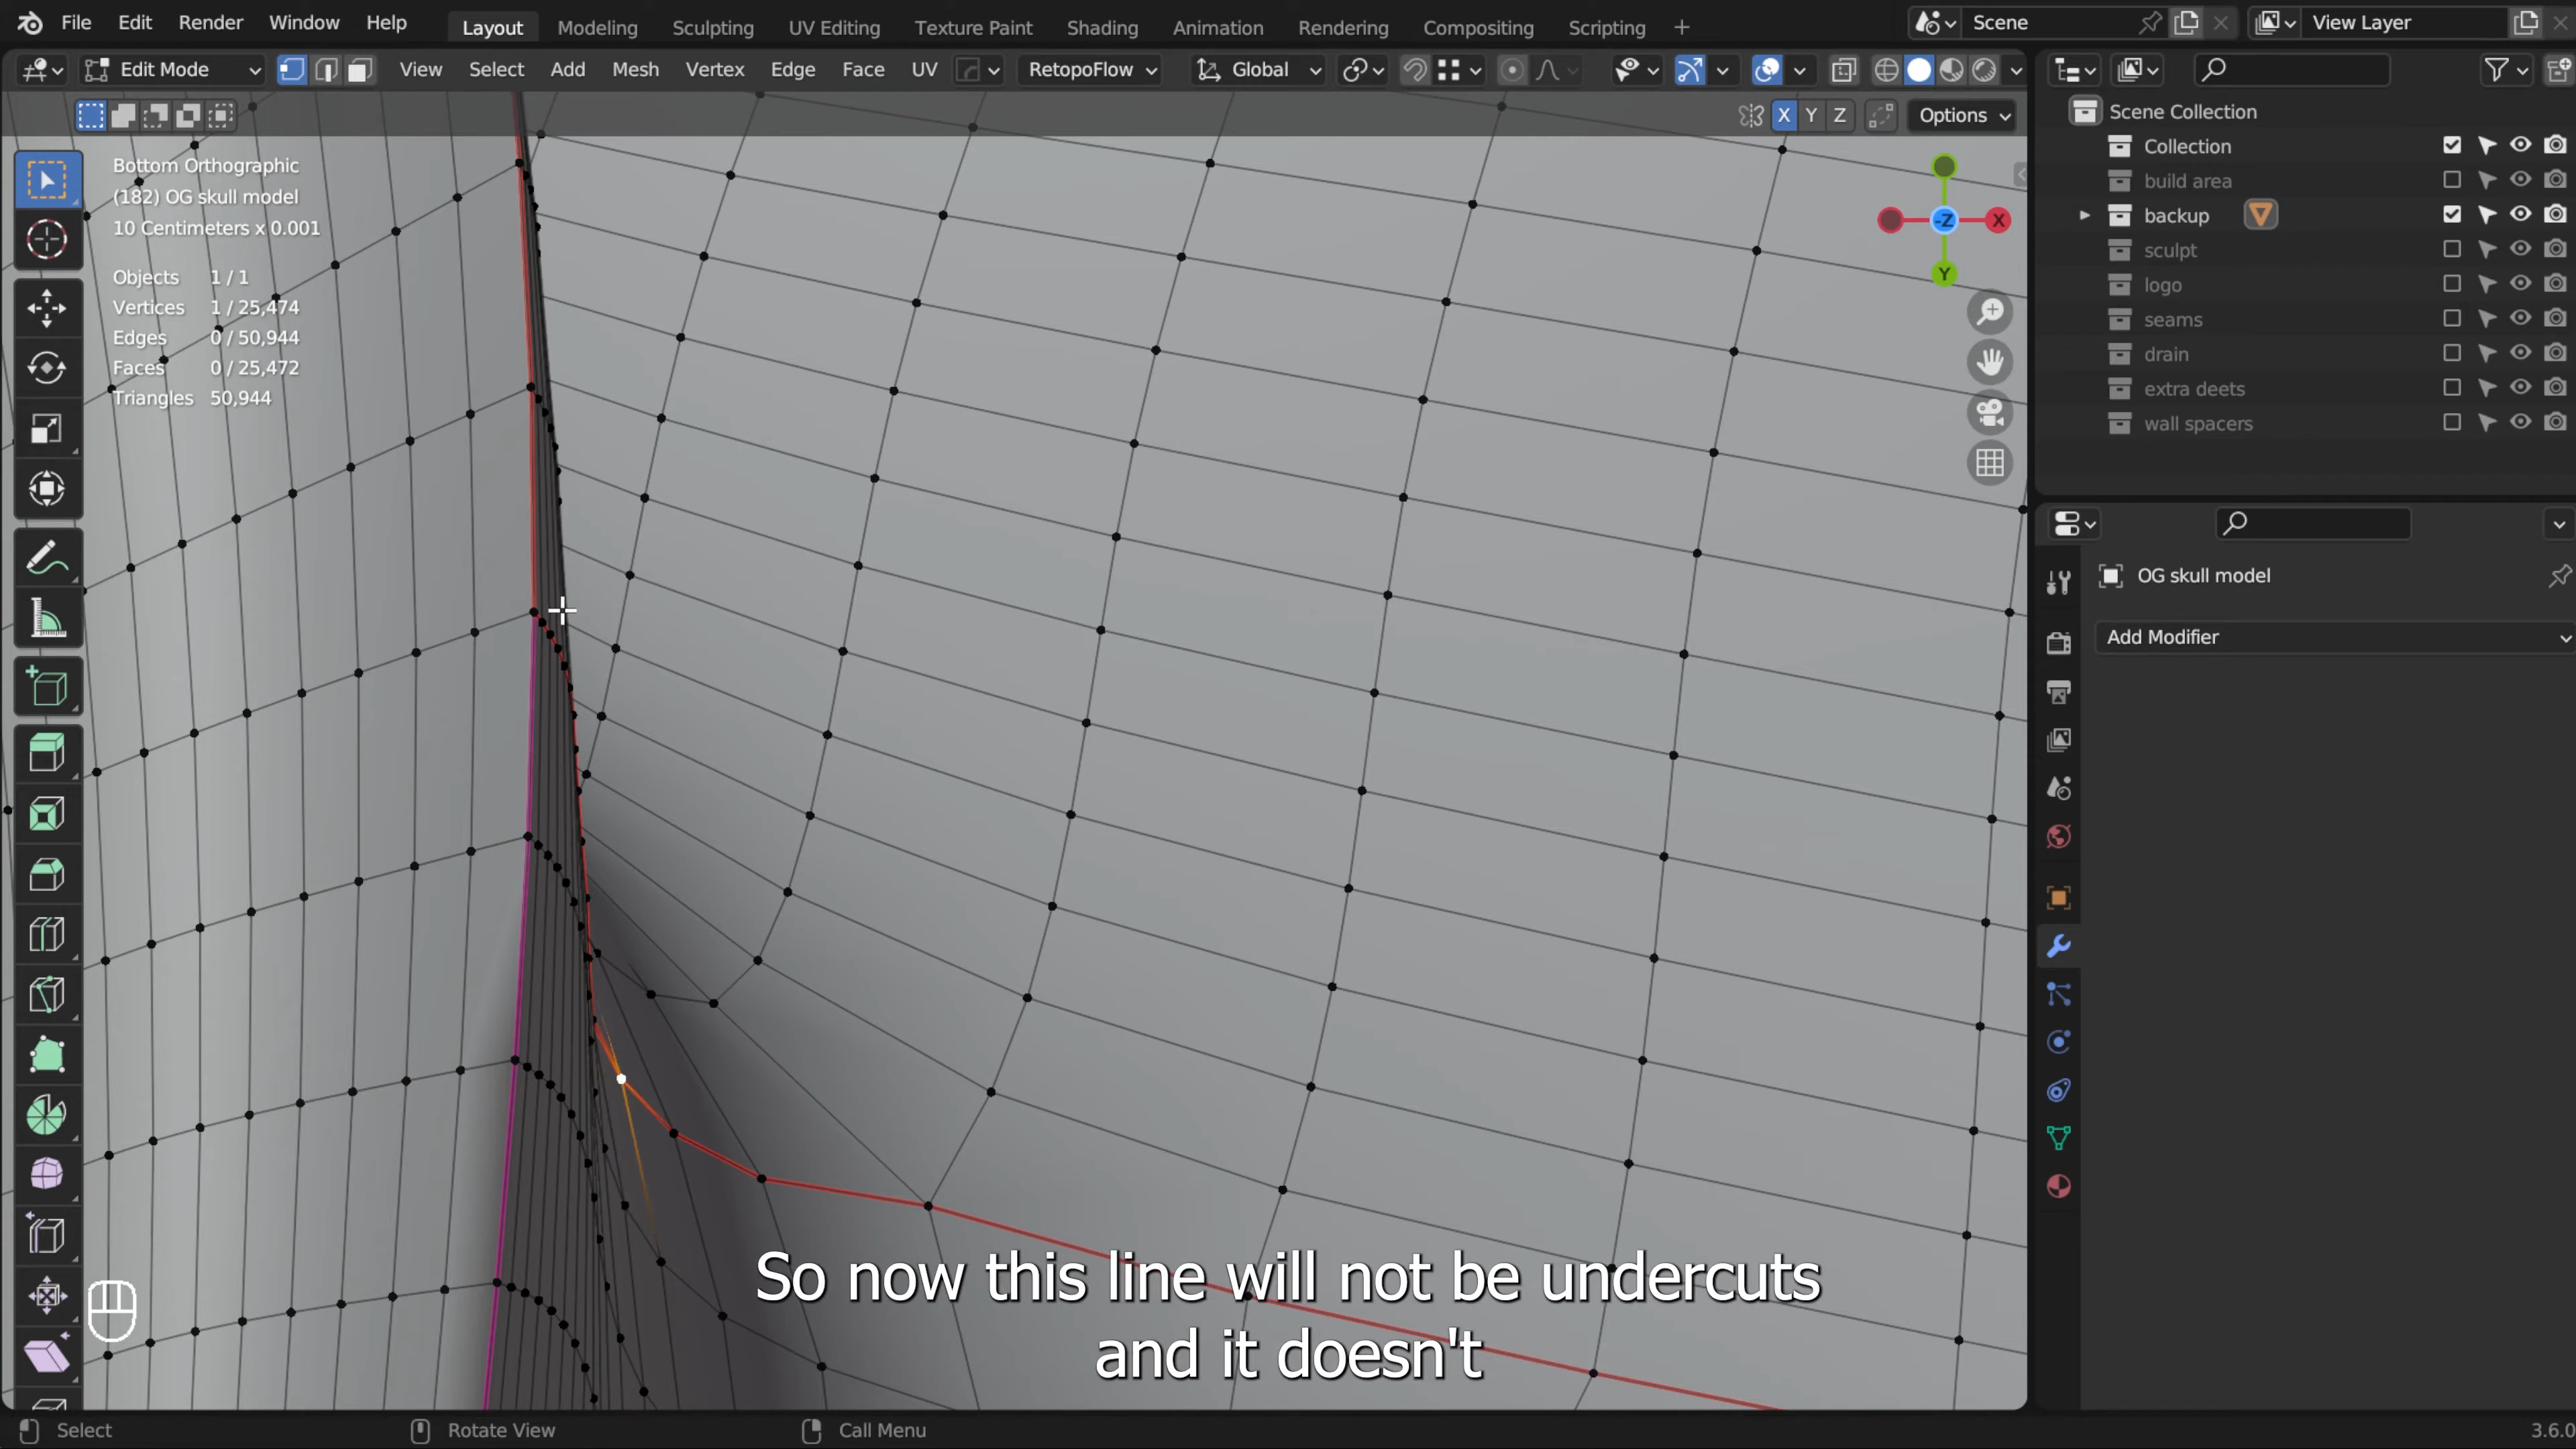 File Edit Render Window Help Layout Modeling Sculpting UV Editing Texture Paint Shading Animation Rendering Compositing Scripting + Scene View Layer
Edit Mode View Select Add Mesh Vertex Edge Face UV RetopoFlow Global
X Y Z Options
Bottom Orthographic
(182) OG skull model
10 Centimeters x 0.001
Objects 1 / 1
Vertices 1 / 25,474
Edges 0 / 50,944
Faces 0 / 25,472
Triangles 50,944
-Z X
Y
Scene Collection
Collection
build area
backup
sculpt
logo
seams
drain
extra deets
wall spacers
OG skull model
Add Modifier
So now this line will not be undercuts
and it doesn't
Select Rotate View Call Menu 3.6.0